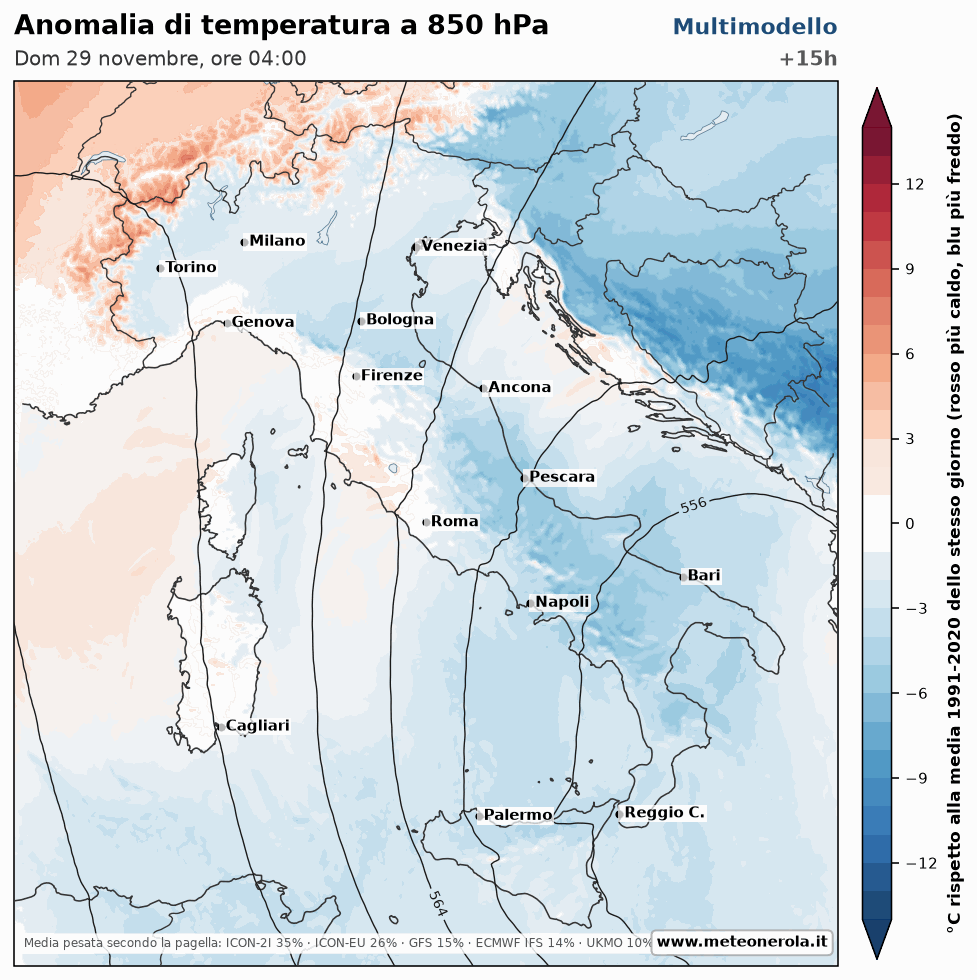 Anomalia di temperatura a 850 hPa
Multimodello
Dom 29 novembre, ore 04:00
+15h
Milano
Venezia
Torino
Genova
Bologna
Firenze
Ancona
Pescara
556
Roma
Bari
Napoli
Cagliari
Palermo
Reggio C.
564
Media pesata secondo la pagella: ICON-2I 35% · ICON-EU 26% · GFS 15% · ECMWF IFS 14% · UKMO 10%
www.meteonerola.it
12
9
6
3
0
−3
−6
−9
−12
°C rispetto alla media 1991-2020 dello stesso giorno (rosso più caldo, blu più freddo)